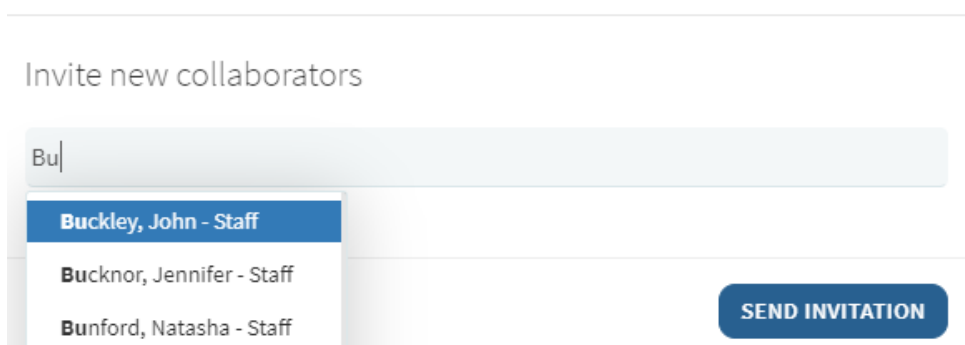 Invite new collaborators
Bu
Buckley, John - Staff
Bucknor, Jennifer - Staff
Bunford, Natasha - Staff
SEND INVITATION